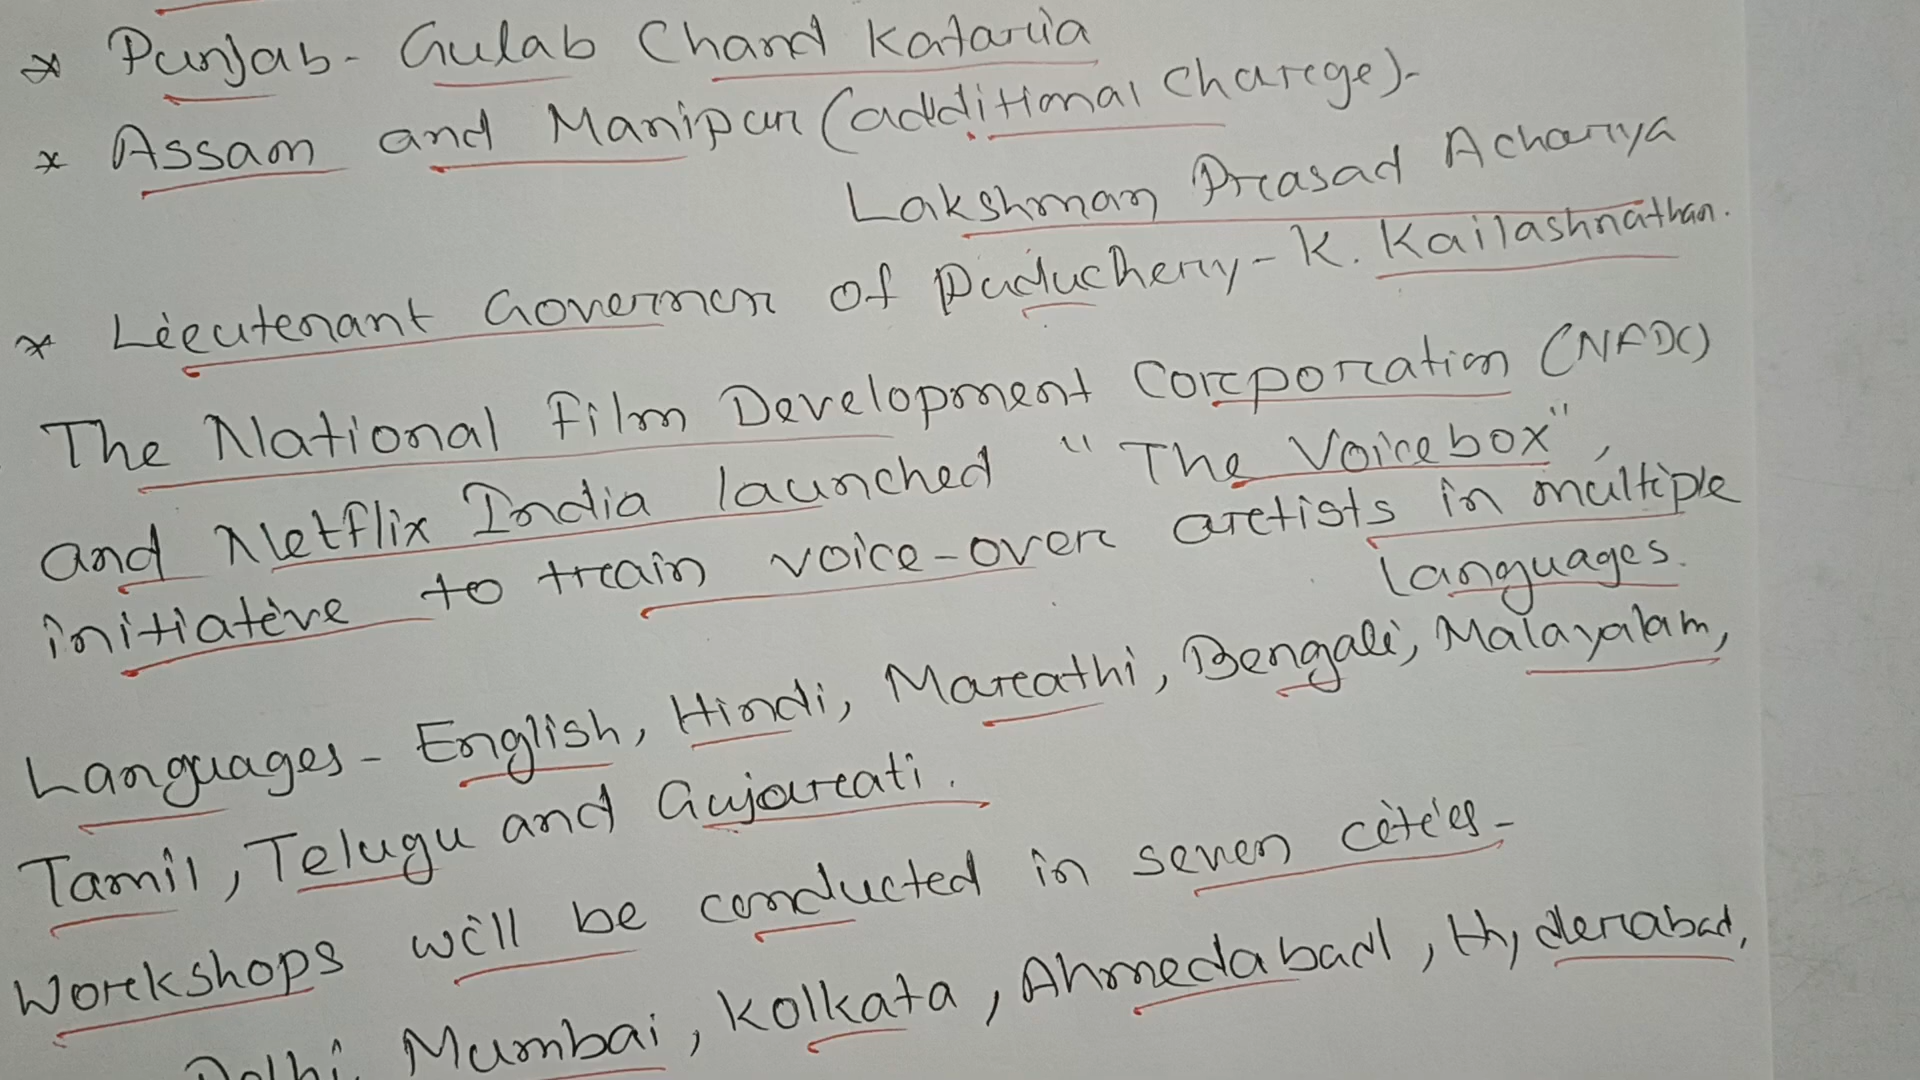 * Punjab - Gulab Chand Kataria
* Assam and Manipur (additional charge) -
Lakshman Prasad Acharya
* Lieutenant Governor of Puducherry - K. Kailashnathan.
The National Film Development Corporation (NFDC)
and Netflix India launched "The Voicebox",
initiative to train voice-over artists in multiple
languages.
Languages - English, Hindi, Marathi, Bengali, Malayalam,
Tamil, Telugu and Gujarati.
Workshops will be conducted in seven cities -
Delhi, Mumbai, Kolkata, Ahmedabad, Hyderabad,